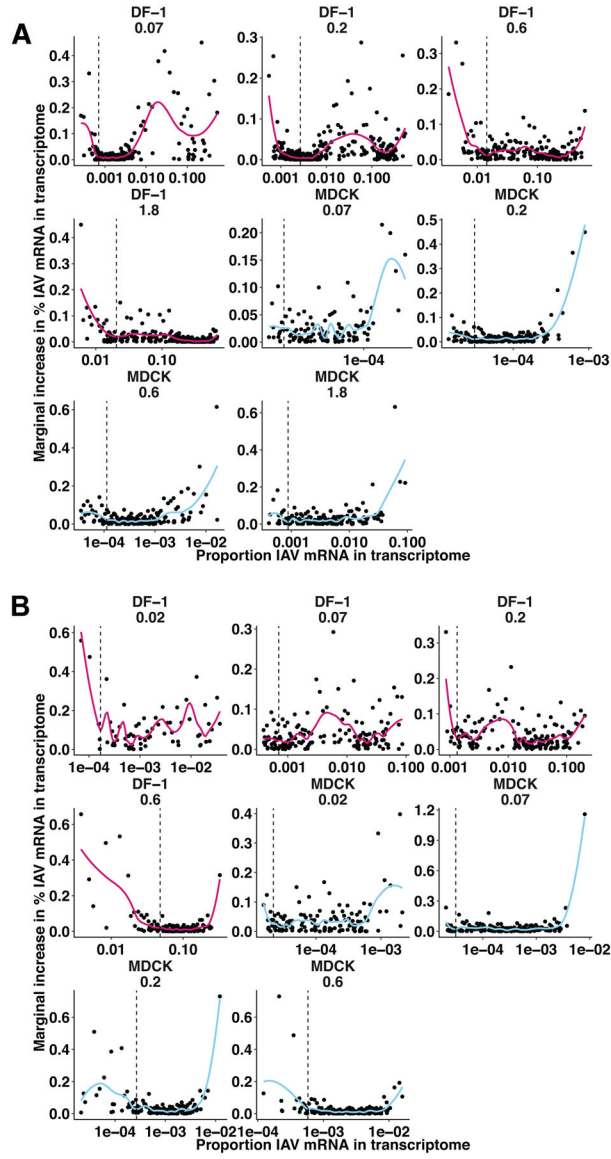 A
DF−1
0.07
DF−1
0.2
DF−1
0.6
0.4
0.3
0.2
0.1
0.0
0.001 0.010 0.100
0.3
0.2
0.1
0.0
0.001 0.010 0.100
0.3
0.2
0.1
0.0
0.01 0.10
DF−1
1.8
MDCK
0.07
MDCK
0.2
0.4
0.3
0.2
0.1
0.0
0.01 0.10
0.20
0.15
0.10
0.05
0.00
1e−04
0.5
0.4
0.3
0.2
0.1
0.0
1e−04 1e−03
MDCK
0.6
MDCK
1.8
0.6
0.4
0.2
0.0
1e−04 1e−03 1e−02
0.6
0.4
0.2
0.0
0.001 0.010 0.100
Marginal increase in % IAV mRNA in transcriptome
Proportion IAV mRNA in transcriptome
B
DF−1
0.02
DF−1
0.07
DF−1
0.2
0.6
0.4
0.2
0.0
1e−04 1e−03 1e−02
0.3
0.2
0.1
0.0
0.001 0.010 0.100
0.3
0.2
0.1
0.0
0.001 0.010 0.100
DF−1
0.6
MDCK
0.02
MDCK
0.07
0.6
0.4
0.2
0.0
0.01 0.10
0.4
0.3
0.2
0.1
0.0
1e−04 1e−03
1.2
0.9
0.6
0.3
0.0
1e−04 1e−03 1e−02
MDCK
0.2
MDCK
0.6
0.6
0.4
0.2
0.0
1e−04 1e−03 1e−02
0.6
0.4
0.2
0.0
1e−04 1e−03 1e−02
Marginal increase in % IAV mRNA in transcriptome
Proportion IAV mRNA in transcriptome